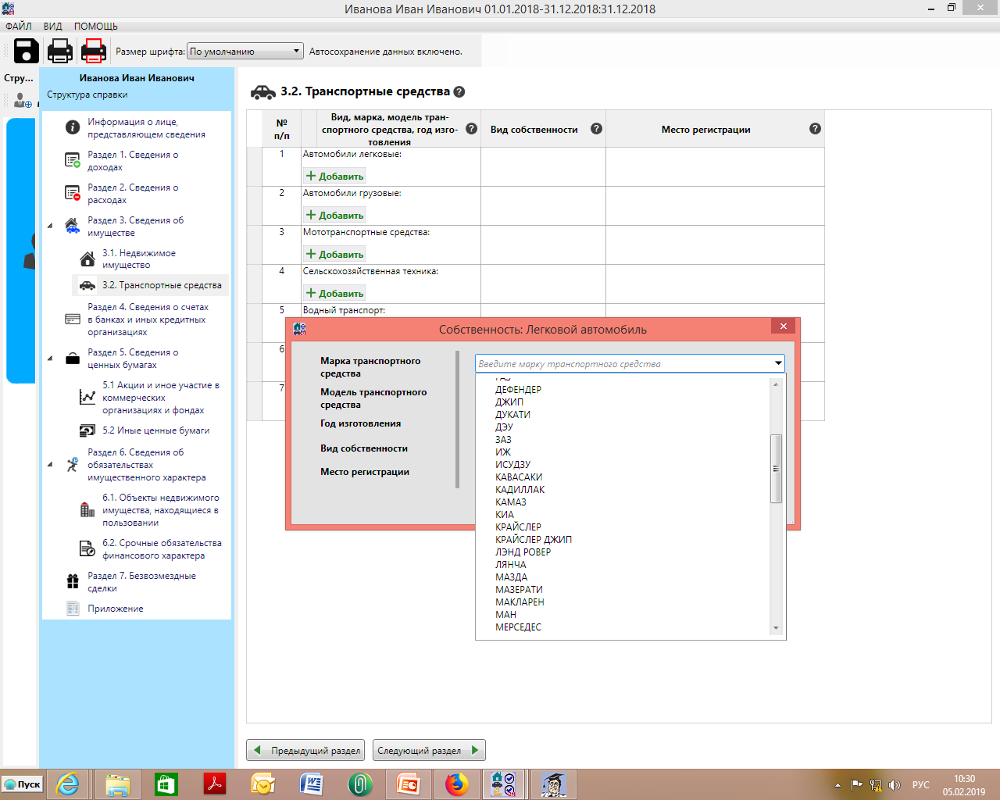 Иванова Иван Иванович 01.01.2018-31.12.2018:31.12.2018
ФАЙЛ ВИД ПОМОЩЬ
Размер шрифта: По умолчанию Автосохранение данных включено.
Стру...
Иванова Иван Иванович
Структура справки
Информация о лице,
представляющем сведения
Раздел 1. Сведения о
доходах
Раздел 2. Сведения о
расходах
Раздел 3. Сведения об
имуществе
3.1. Недвижимое
имущество
3.2. Транспортные средства
Раздел 4. Сведения о счетах
в банках и иных кредитных
организациях
Раздел 5. Сведения о
ценных бумагах
5.1 Акции и иное участие в
коммерческих
организациях и фондах
5.2 Иные ценные бумаги
Раздел 6. Сведения об
обязательствах
имущественного характера
6.1. Объекты недвижимого
имущества, находящиеся в
пользовании
6.2. Срочные обязательства
финансового характера
Раздел 7. Безвозмездные
сделки
Приложение
3.2. Транспортные средства
№
п/п
Вид, марка, модель тран-
спортного средства, год изго-
товления
Вид собственности
Место регистрации
1 Автомобили легковые:
Добавить
2 Автомобили грузовые:
Добавить
3 Мототранспортные средства:
Добавить
4 Сельскохозяйственная техника:
Добавить
5 Водный транспорт:
6
7
Собственность: Легковой автомобиль
Марка транспортного
средства
Модель транспортного
средства
Год изготовления
Вид собственности
Место регистрации
Введите марку транспортного средства
ДЕФЕНДЕР
ДЖИП
ДУКАТИ
ДЭУ
ЗАЗ
ИЖ
ИСУДЗУ
КАВАСАКИ
КАДИЛЛАК
КАМАЗ
КИА
КРАЙСЛЕР
КРАЙСЛЕР ДЖИП
ЛЭНД РОВЕР
ЛЯНЧА
МАЗДА
МАЗЕРАТИ
МАКЛАРЕН
МАН
МЕРСЕДЕС
Предыдущий раздел
Следующий раздел
Пуск
РУС
10:30
05.02.2019